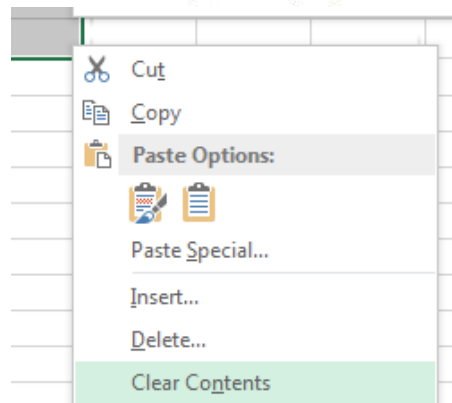 Cut
Copy
Paste Options:
Paste Special...
Insert...
Delete...
Clear Contents